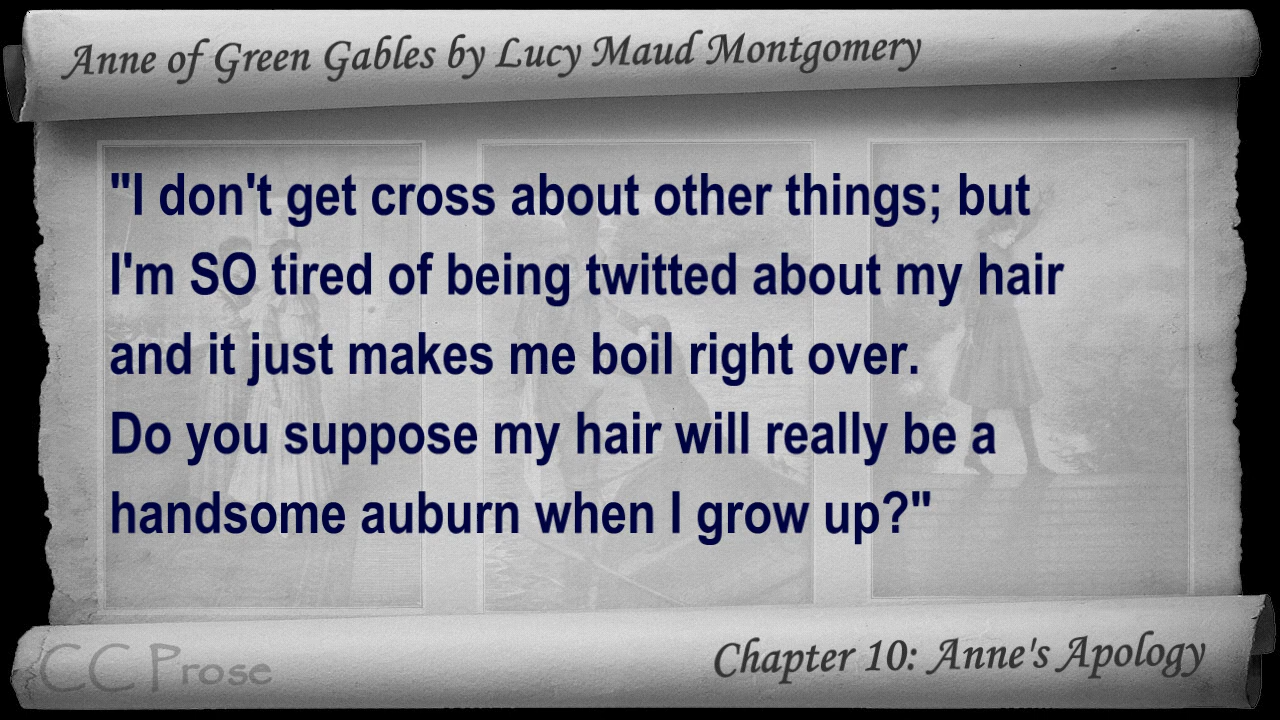 Anne of Green Gables by Lucy Maud Montgomery
"I don't get cross about other things; but
I'm SO tired of being twitted about my hair
and it just makes me boil right over.
Do you suppose my hair will really be a
handsome auburn when I grow up?"
CC Prose
Chapter 10: Anne's Apology